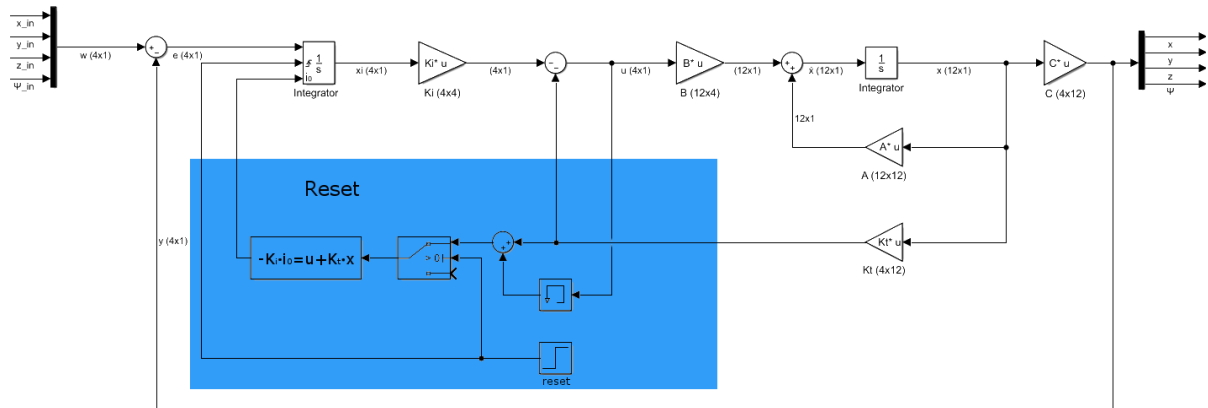 x_in
y_in
z_in
Ψ_in
w (4x1)
+
−
e (4x1)
1
s
i₀
Integrator
xi (4x1)
Ki* u
Ki (4x4)
(4x1)
−
−
u (4x1)
B* u
B (12x4)
(12x1)
+
+
ẋ (12x1)
1
s
Integrator
x (12x1)
C* u
C (4x12)
x
y
z
Ψ
12x1
A* u
A (12x12)
Reset
y (4x1)
-Kᵢ·i₀=u+Kₜ·x
+
+
Kt* u
Kt (4x12)
reset